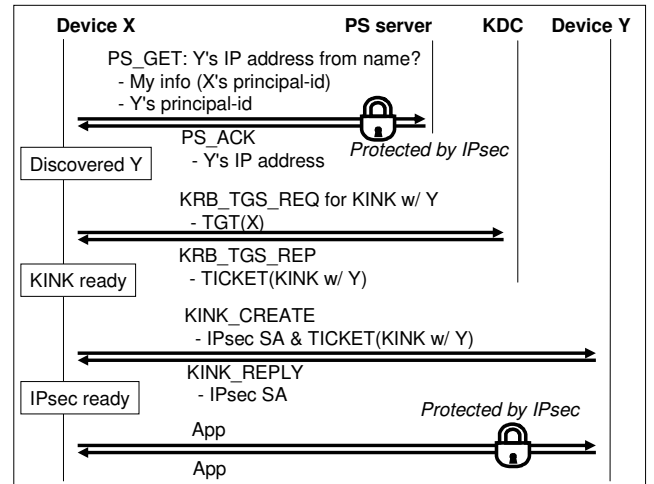 Device X PS server KDC Device Y
PS_GET: Y's IP address from name?
- My info (X's principal-id)
- Y's principal-id
PS_ACK
- Y's IP address
Protected by IPsec
Discovered Y
KRB_TGS_REQ for KINK w/ Y
- TGT(X)
KRB_TGS_REP
- TICKET(KINK w/ Y)
KINK ready
KINK_CREATE
- IPsec SA & TICKET(KINK w/ Y)
KINK_REPLY
- IPsec SA
IPsec ready
Protected by IPsec
App
App